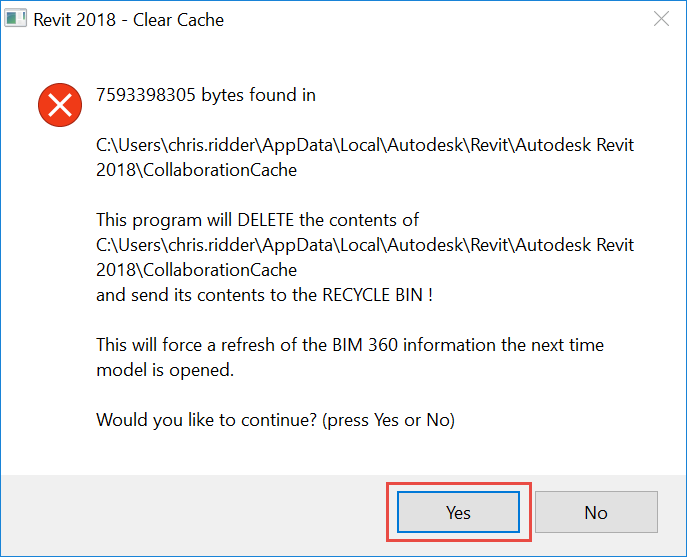 Revit 2018 - Clear Cache
7593398305 bytes found in
C:\Users\chris.ridder\AppData\Local\Autodesk\Revit\Autodesk Revit
2018\CollaborationCache
This program will DELETE the contents of
C:\Users\chris.ridder\AppData\Local\Autodesk\Revit\Autodesk Revit
2018\CollaborationCache
and send its contents to the RECYCLE BIN !
This will force a refresh of the BIM 360 information the next time
model is opened.
Would you like to continue? (press Yes or No)
Yes
No